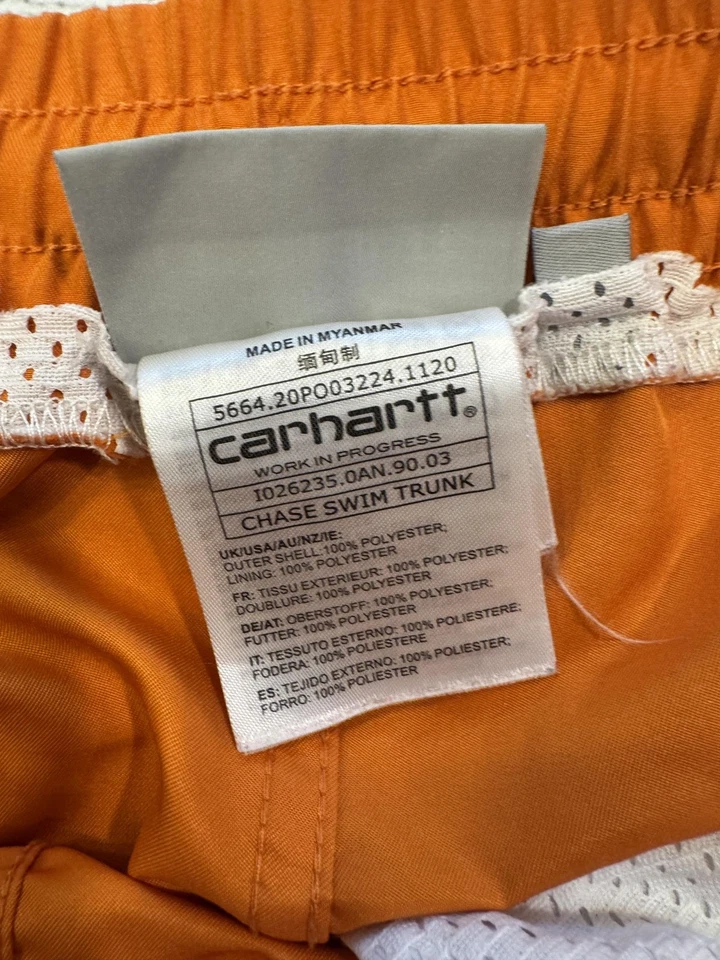 MADE IN MYANMAR
缅甸制
5664.20PO03224.1120
carhartt®
WORK IN PROGRESS
I026235.0AN.90.03
CHASE SWIM TRUNK
UK/USA/AU/NZ/IE:
OUTER SHELL:100% POLYESTER;
LINING: 100% POLYESTER
FR: TISSU EXTERIEUR: 100% POLYESTER;
DOUBLURE: 100% POLYESTER
DE/AT: OBERSTOFF: 100% POLYESTER;
FUTTER: 100% POLYESTER
IT: TESSUTO ESTERNO: 100% POLIESTERE;
FODERA: 100% POLIESTERE
ES: TEJIDO EXTERNO: 100% POLIESTER;
FORRO: 100% POLIESTER